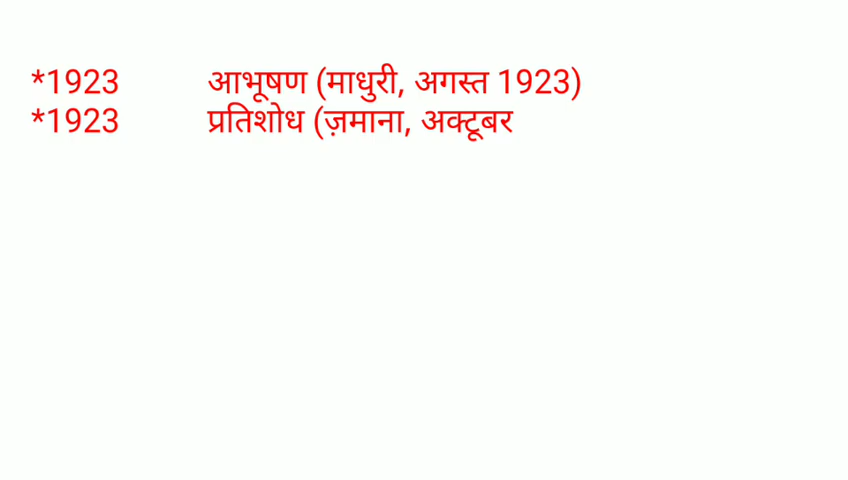 *1923 आभूषण (माधुरी, अगस्त 1923)
*1923 प्रतिशोध (ज़माना, अक्टूबर